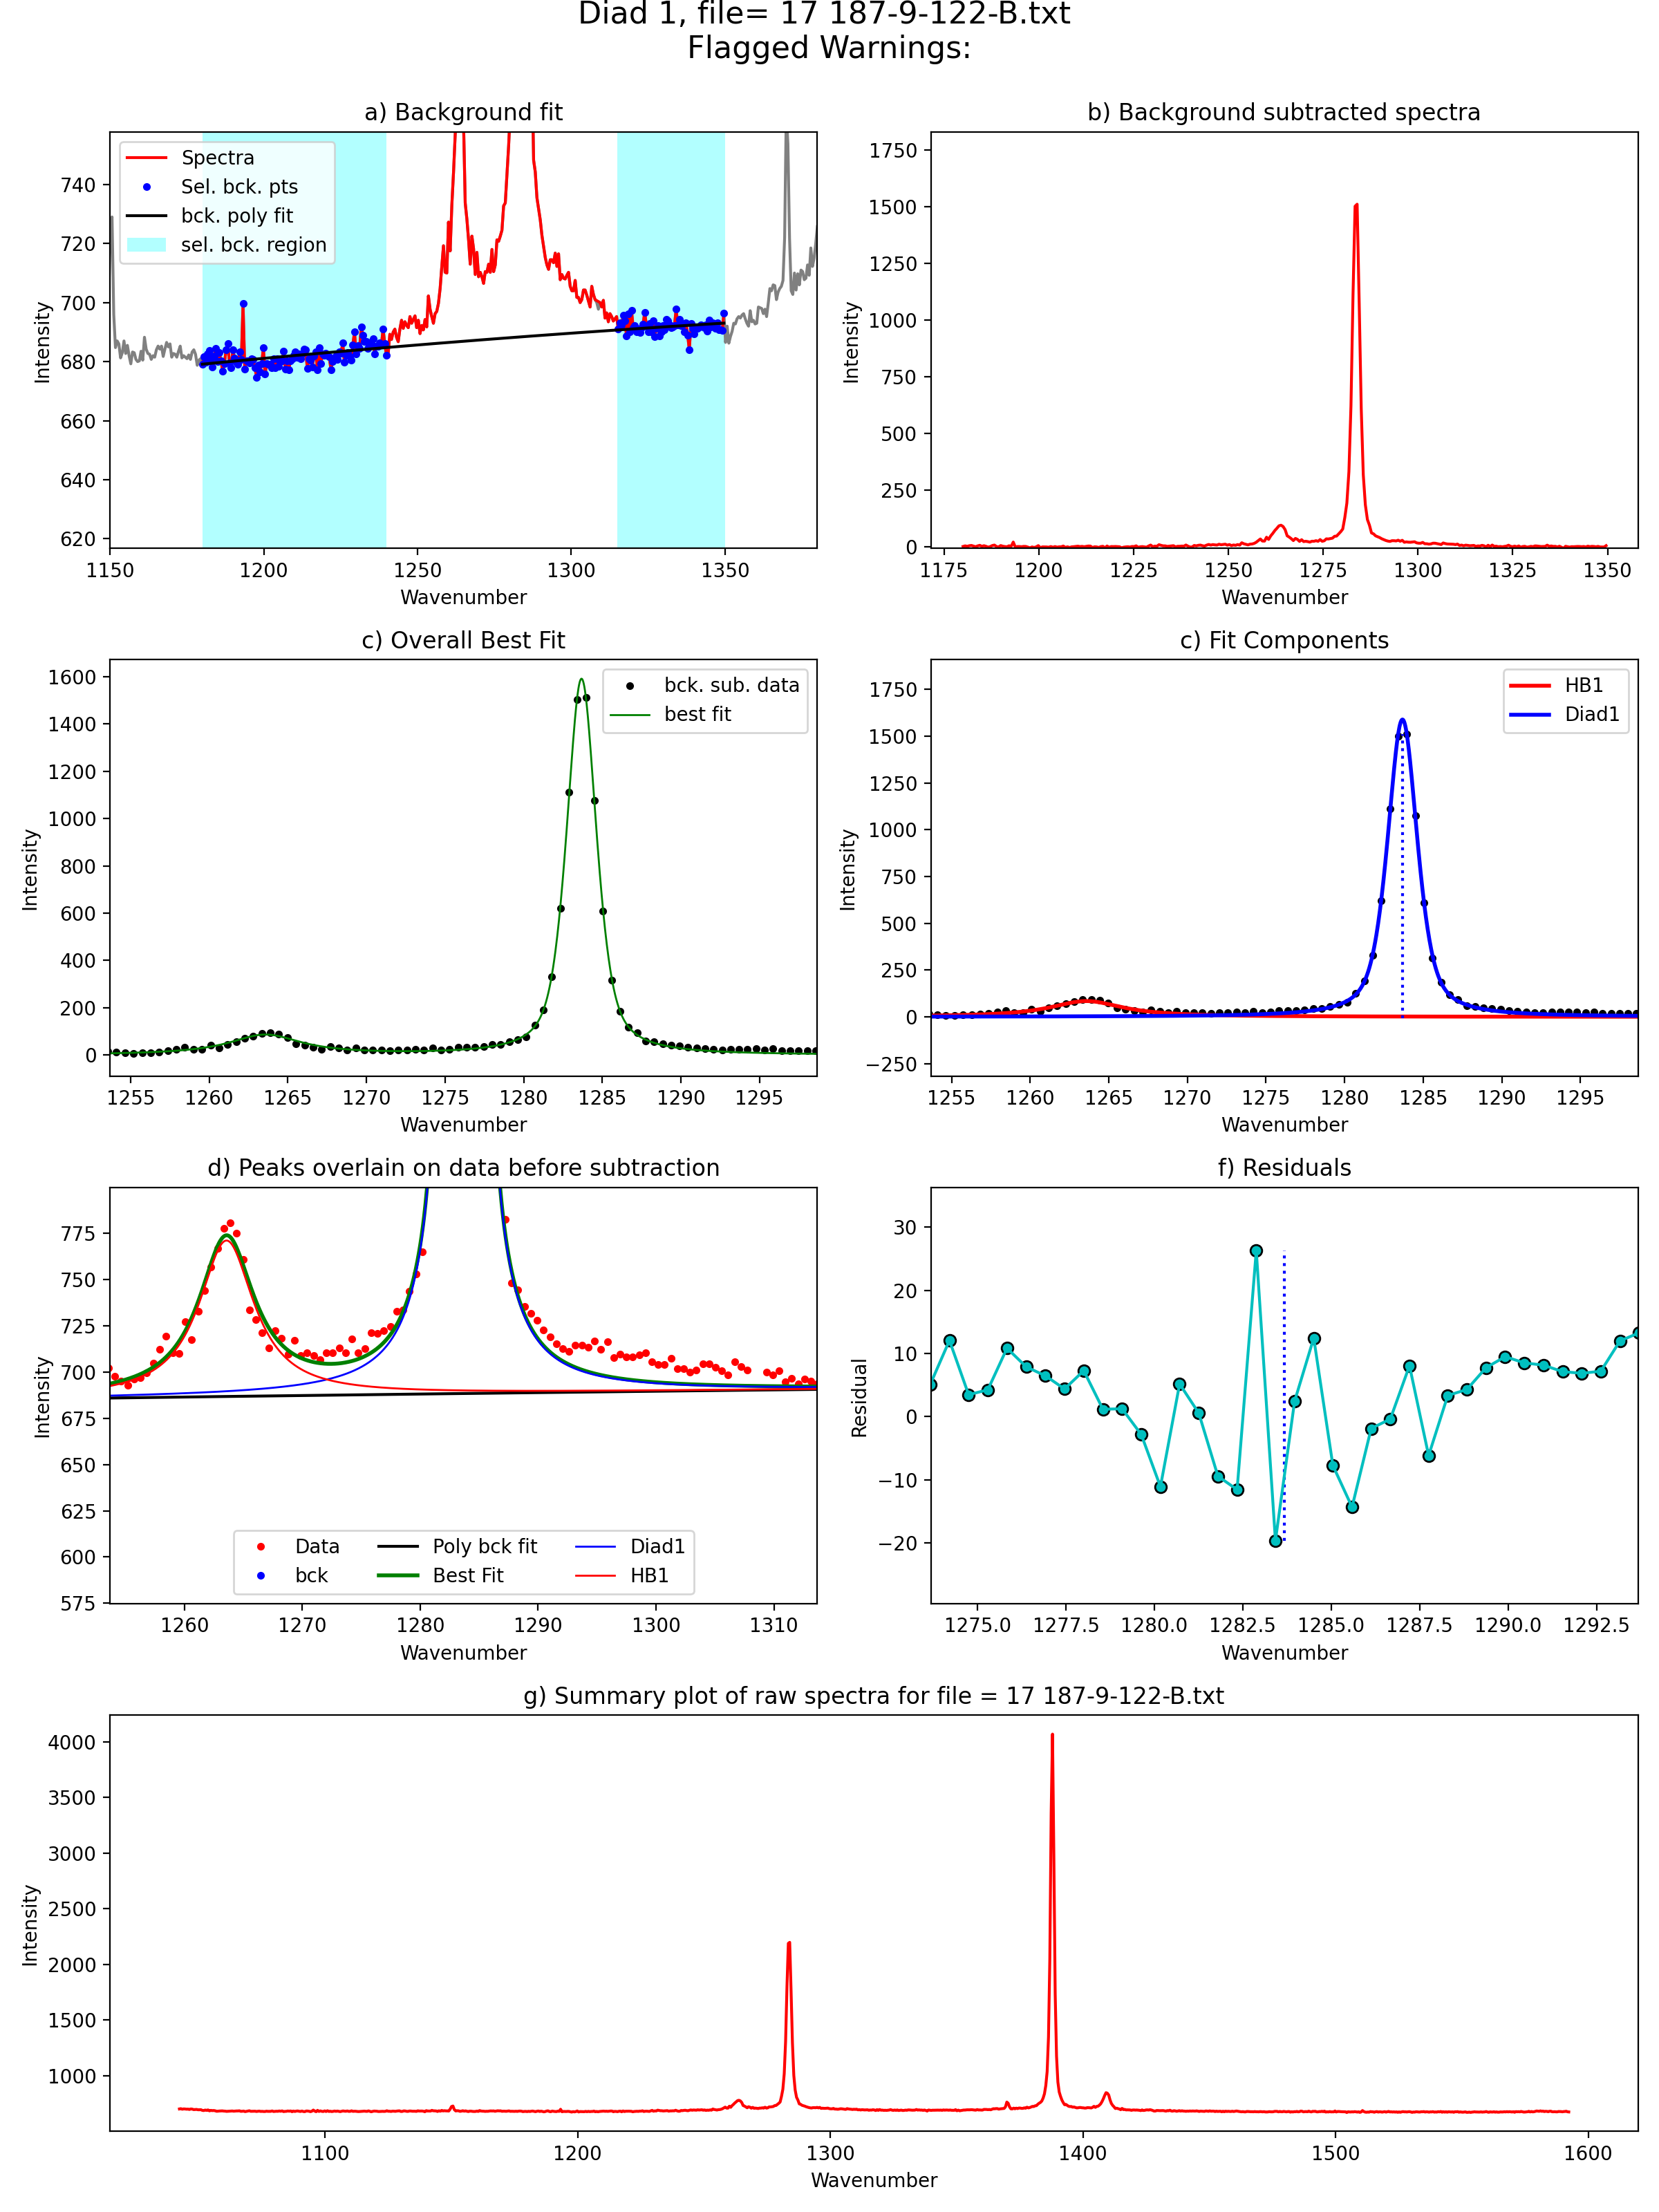 Diad 1, file= 17 187-9-122-B.txt
Flagged Warnings:
a) Background fit
Intensity
740
720
700
680
660
640
620
Spectra
Sel. bck. pts
bck. poly fit
sel. bck. region
1150 1200 1250 1300 1350
Wavenumber
b) Background subtracted spectra
Intensity
1750
1500
1250
1000
750
500
250
0
1175 1200 1225 1250 1275 1300 1325 1350
Wavenumber
c) Overall Best Fit
Intensity
1600
1400
1200
1000
800
600
400
200
0
bck. sub. data
best fit
1255 1260 1265 1270 1275 1280 1285 1290 1295
Wavenumber
c) Fit Components
Intensity
1750
1500
1250
1000
750
500
250
0
−250
HB1
Diad1
1255 1260 1265 1270 1275 1280 1285 1290 1295
Wavenumber
d) Peaks overlain on data before subtraction
Intensity
775
750
725
700
675
650
625
600
575
Data Poly bck fit Diad1
bck Best Fit HB1
1260 1270 1280 1290 1300 1310
Wavenumber
f) Residuals
Residual
30
20
10
0
−10
−20
1275.0 1277.5 1280.0 1282.5 1285.0 1287.5 1290.0 1292.5
Wavenumber
g) Summary plot of raw spectra for file = 17 187-9-122-B.txt
Intensity
4000
3500
3000
2500
2000
1500
1000
1100 1200 1300 1400 1500 1600
Wavenumber